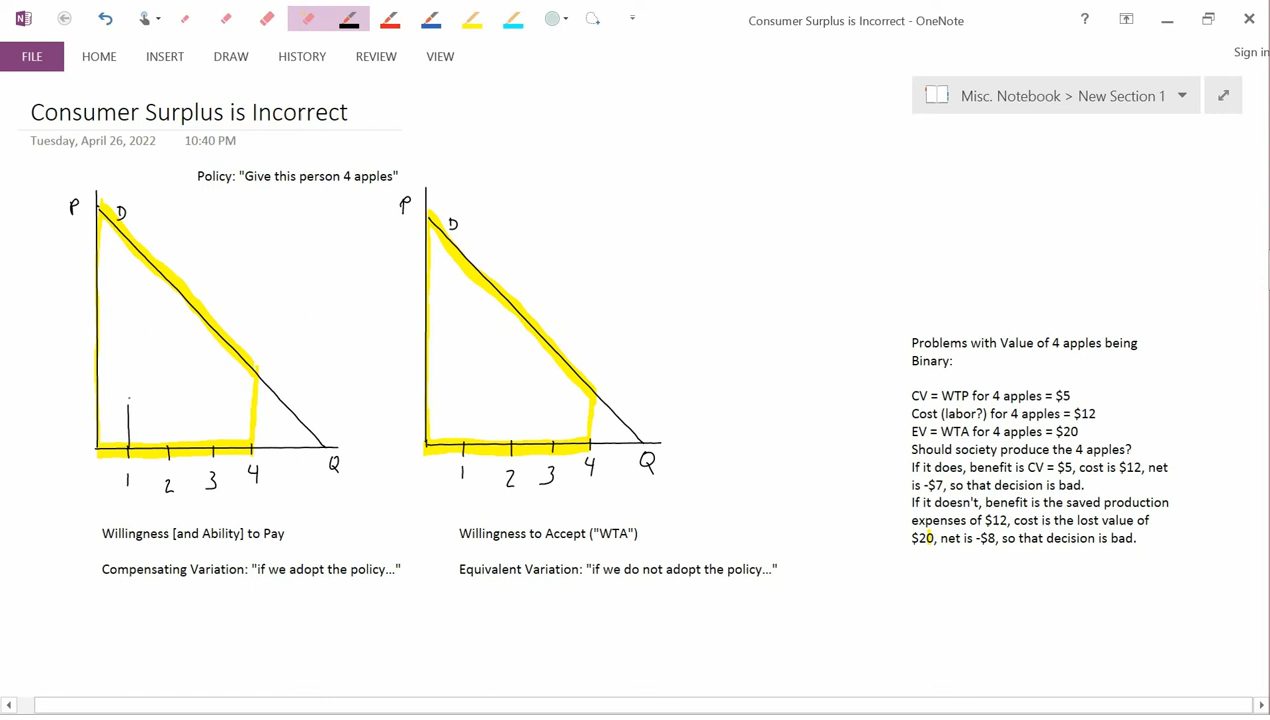 Consumer Surplus is Incorrect - OneNote
?
FILE
HOME
INSERT
DRAW
HISTORY
REVIEW
VIEW
Sign in
Misc. Notebook > New Section 1
Consumer Surplus is Incorrect
Tuesday, April 26, 2022 10:40 PM
Policy: "Give this person 4 apples"
P
D
1 2 3 4 Q
P
D
1 2 3 4 Q
Willingness [and Ability] to Pay
Compensating Variation: "if we adopt the policy..."
Willingness to Accept ("WTA")
Equivalent Variation: "if we do not adopt the policy..."
Problems with Value of 4 apples being
Binary:
CV = WTP for 4 apples = $5
Cost (labor?) for 4 apples = $12
EV = WTA for 4 apples = $20
Should society produce the 4 apples?
If it does, benefit is CV = $5, cost is $12, net
is -$7, so that decision is bad.
If it doesn't, benefit is the saved production
expenses of $12, cost is the lost value of
$20, net is -$8, so that decision is bad.